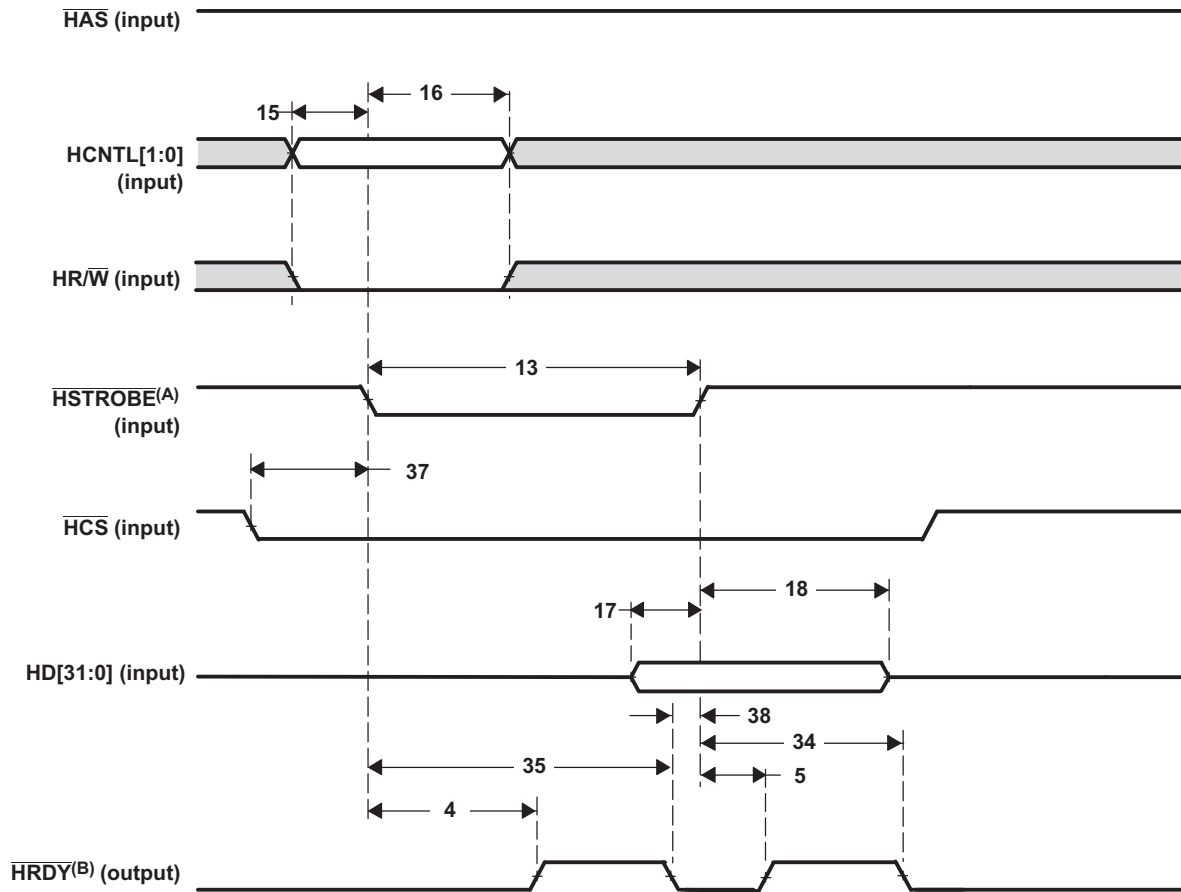 HAS (input)
16
15
HCNTL[1:0]
(input)
HR/W (input)
13
HSTROBE(A)
(input)
37
HCS (input)
18
17
HD[31:0] (input)
38
34
35
5
4
HRDY(B) (output)